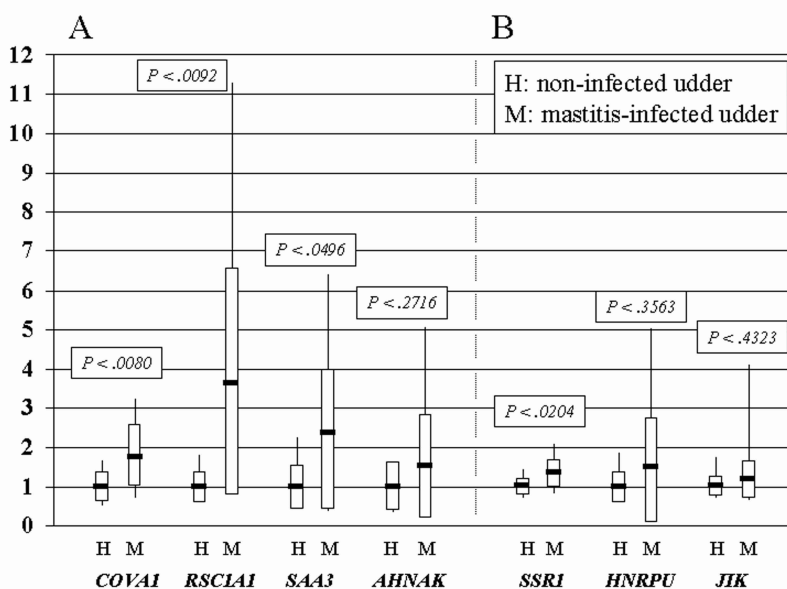 A
B
12
11
10
9
8
7
6
5
4
3
2
1
0
P < .0092
H: non-infected udder
M: mastitis-infected udder
P < .0496
P < .2716
P < .3563
P < .0080
P < .4323
P < .0204
H M H M H M H M H M H M H M
COVA1 RSC1A1 SAA3 AHNAK SSR1 HNRPU JIK